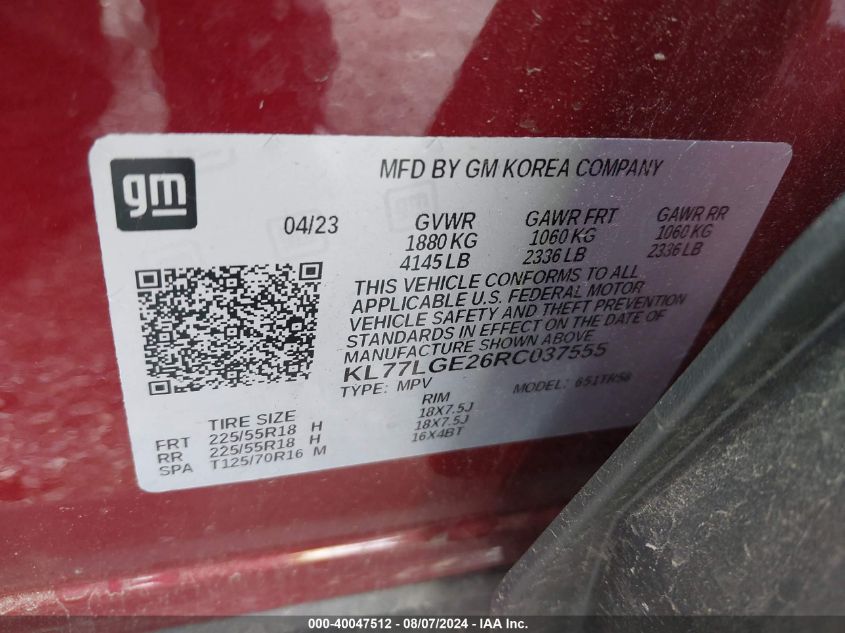 gm
MFD BY GM KOREA COMPANY
04/23 GVWR GAWR FRT GAWR RR
1880 KG 1060 KG 1060 KG
4145 LB 2336 LB 2336 LB
THIS VEHICLE CONFORMS TO ALL
APPLICABLE U.S. FEDERAL MOTOR
VEHICLE SAFETY AND THEFT PREVENTION
STANDARDS IN EFFECT ON THE DATE OF
MANUFACTURE SHOWN ABOVE
KL77LGE26RC037555
TYPE: MPV MODEL: 651TR56
TIRE SIZE RIM
FRT 225/55R18 H 18X7.5J
RR 225/55R18 H 18X7.5J
SPA T125/70R16 M 16X4BT
000-40047512 - 08/07/2024 - IAA Inc.